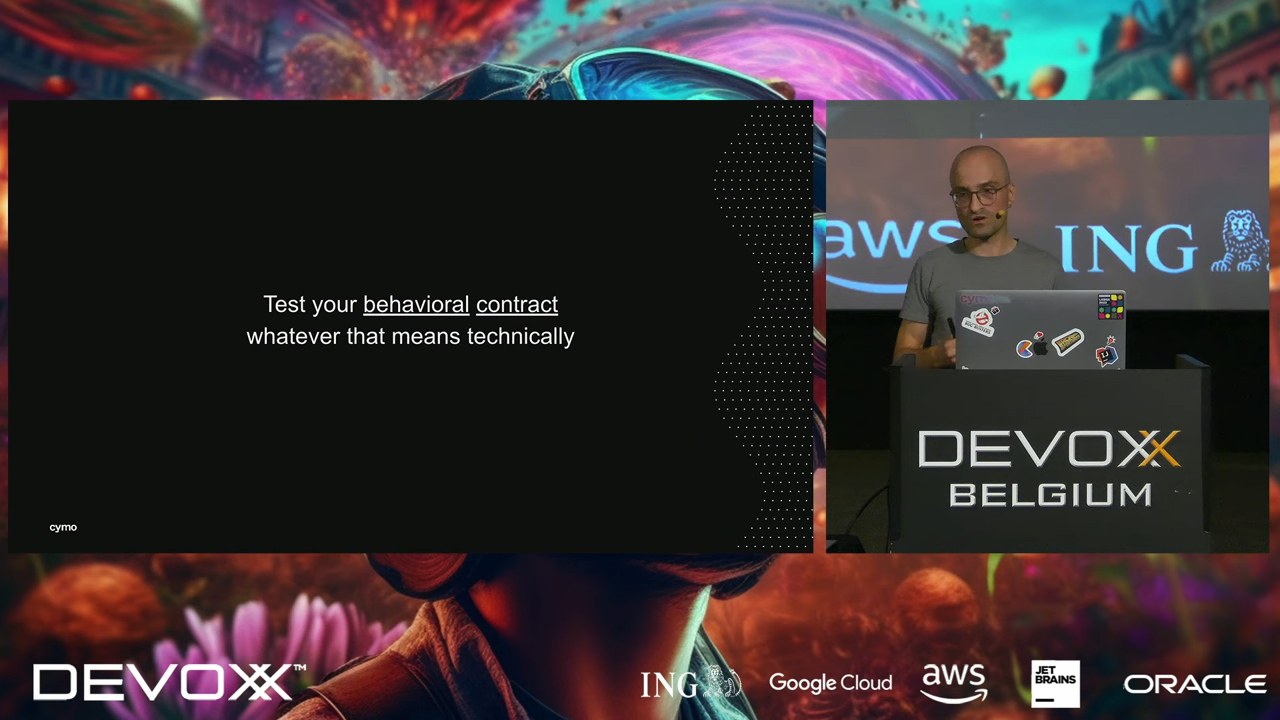 Test your behavioral contract
whatever that means technically
cymo
aws
ING
cymo
DEVOXX
BELGIUM
DEVOXX™
ING
Google Cloud
aws
JET
BRAINS
ORACLE